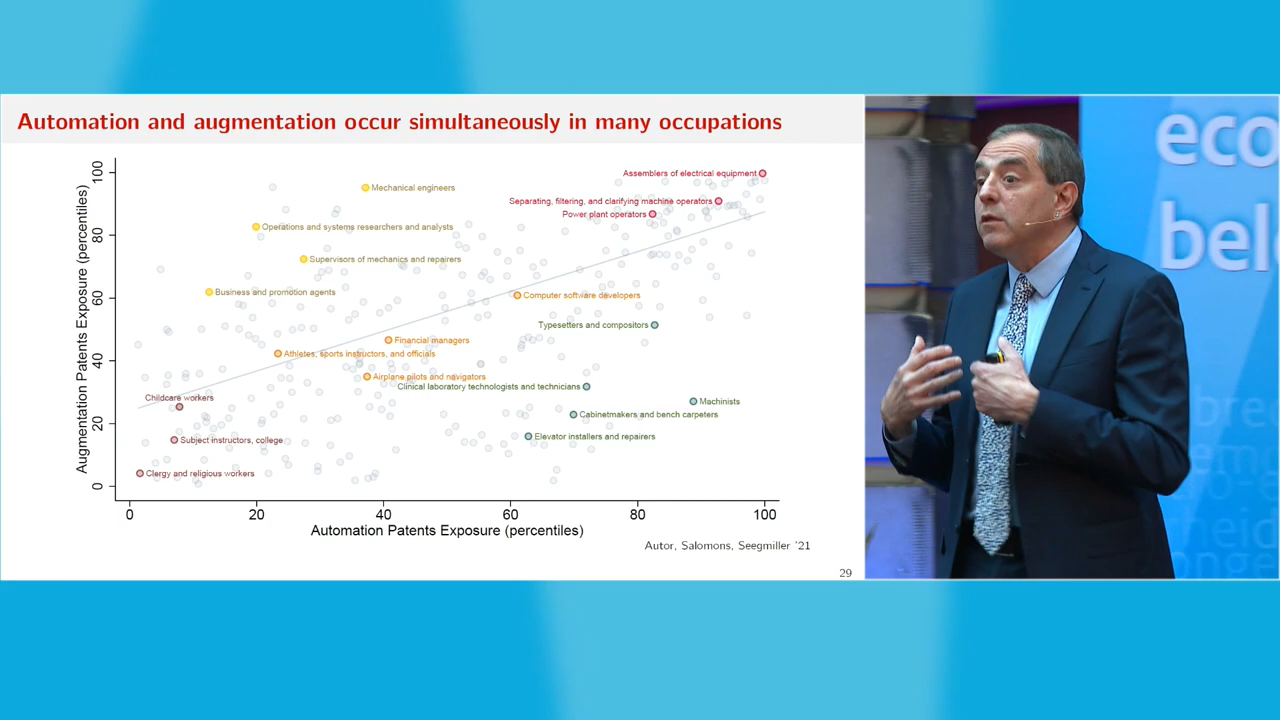 Automation and augmentation occur simultaneously in many occupations
Augmentation Patents Exposure (percentiles)
100
80
60
40
20
0
Assemblers of electrical equipment
Mechanical engineers
Separating, filtering, and clarifying machine operators
Power plant operators
Operations and systems researchers and analysts
Supervisors of mechanics and repairers
Business and promotion agents
Computer software developers
Typesetters and compositors
Financial managers
Athletes, sports instructors, and officials
Airplane pilots and navigators
Clinical laboratory technologists and technicians
Childcare workers
Machinists
Cabinetmakers and bench carpeters
Elevator installers and repairers
Subject instructors, college
Clergy and religious workers
0 20 40 60 80 100
Automation Patents Exposure (percentiles)
Autor, Salomons, Seegmiller '21
29
eco
bele